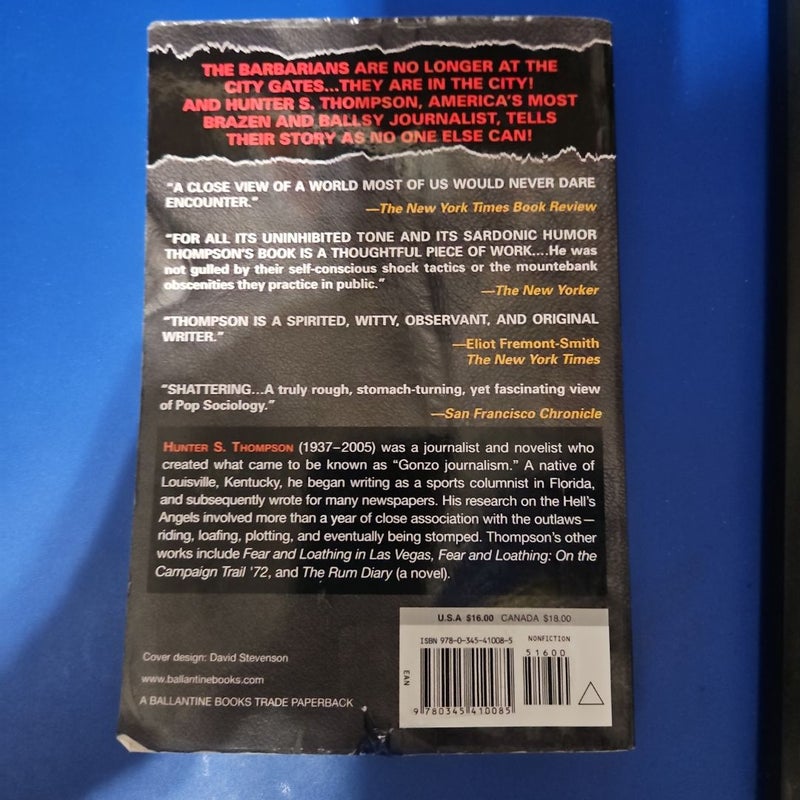 THE BARBARIANS ARE NO LONGER AT THE
CITY GATES...THEY ARE IN THE CITY!
AND HUNTER S. THOMPSON, AMERICA'S MOST
BRAZEN AND BALLSY JOURNALIST, TELLS
THEIR STORY AS NO ONE ELSE CAN!
"A CLOSE VIEW OF A WORLD MOST OF US WOULD NEVER DARE
ENCOUNTER."
—The New York Times Book Review
"FOR ALL ITS UNINHIBITED TONE AND ITS SARDONIC HUMOR
THOMPSON'S BOOK IS A THOUGHTFUL PIECE OF WORK....He was
not gulled by their self-conscious shock tactics or the mountebank
obscenities they practice in public."
—The New Yorker
"THOMPSON IS A SPIRITED, WITTY, OBSERVANT, AND ORIGINAL
WRITER."
—Eliot Fremont-Smith
The New York Times
"SHATTERING...A truly rough, stomach-turning, yet fascinating view
of Pop Sociology."
—San Francisco Chronicle
HUNTER S. THOMPSON (1937–2005) was a journalist and novelist who
created what came to be known as "Gonzo journalism." A native of
Louisville, Kentucky, he began writing as a sports columnist in Florida,
and subsequently wrote for many newspapers. His research on the Hell's
Angels involved more than a year of close association with the outlaws—
riding, loafing, plotting, and eventually being stomped. Thompson's other
works include Fear and Loathing in Las Vegas, Fear and Loathing: On the
Campaign Trail '72, and The Rum Diary (a novel).
U.S.A $16.00 CANADA $18.00
ISBN 978-0-345-41008-5 NONFICTION
51600
EAN
9 780345 410085
Cover design: David Stevenson
www.ballantinebooks.com
A BALLANTINE BOOKS TRADE PAPERBACK